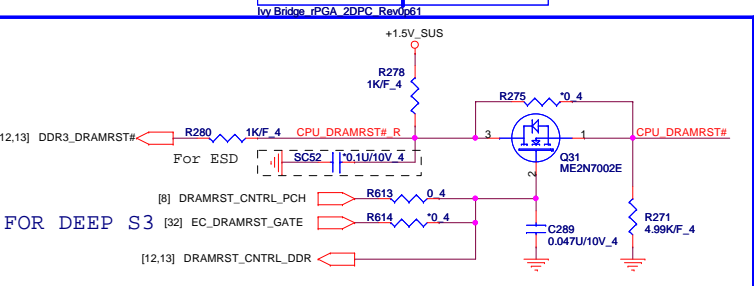 Ivy Bridge_rPGA_2DPC_Rev0p61
+1.5V_SUS
R278
1K/F_4
R275 *0_4
12,13] DDR3_DRAMRST# R280 1K/F_4 CPU_DRAMRST#_R 3 1 CPU_DRAMRST#
For ESD SC52 *0.1U/10V_4
Q31
ME2N7002E
2
[8] DRAMRST_CNTRL_PCH R613 0_4
FOR DEEP S3 [32] EC_DRAMRST_GATE R614 *0_4
R271
4.99K/F_4
C289
0.047U/10V_4
[12,13] DRAMRST_CNTRL_DDR